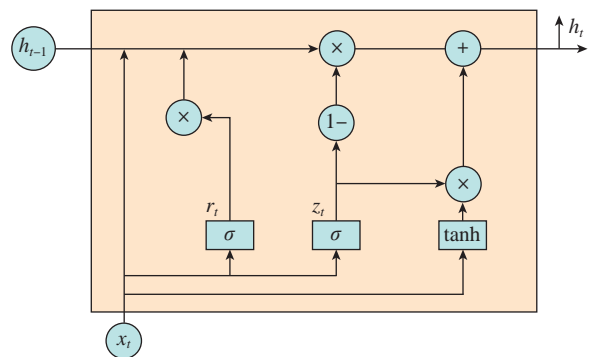 h_{t−1}
×
+
h_t
×
1−
r_t
z_t
×
σ
σ
tanh
x_t